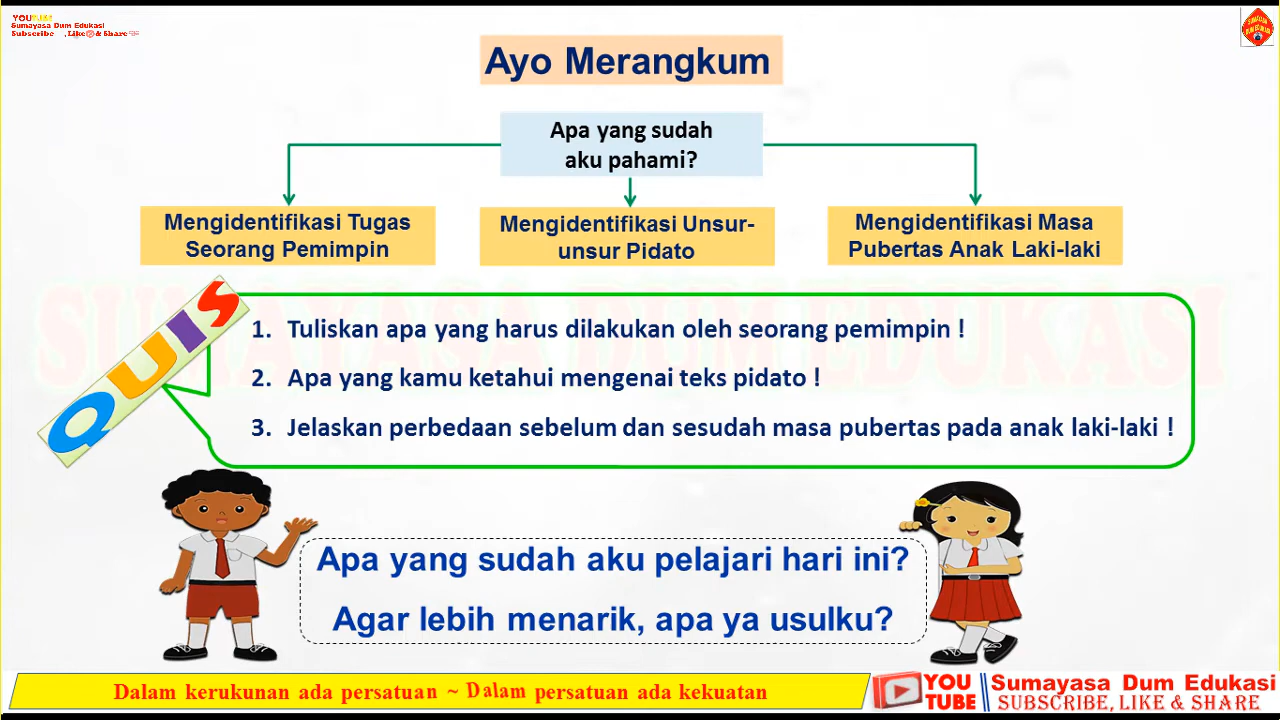 YOUTUBE
Sumayasa Dum Edukasi
Subscribe , Like & Share
Ayo Merangkum
Apa yang sudah
aku pahami?
Mengidentifikasi Tugas
Seorang Pemimpin
Mengidentifikasi Unsur-
unsur Pidato
Mengidentifikasi Masa
Pubertas Anak Laki-laki
SUMAYASA DUM EDUKASI
QUIS
1. Tuliskan apa yang harus dilakukan oleh seorang pemimpin !
2. Apa yang kamu ketahui mengenai teks pidato !
3. Jelaskan perbedaan sebelum dan sesudah masa pubertas pada anak laki-laki !
Apa yang sudah aku pelajari hari ini?
Agar lebih menarik, apa ya usulku?
Dalam kerukunan ada persatuan ~ Dalam persatuan ada kekuatan
YOU
TUBE
Sumayasa Dum Edukasi
SUBSCRIBE, LIKE & SHARE